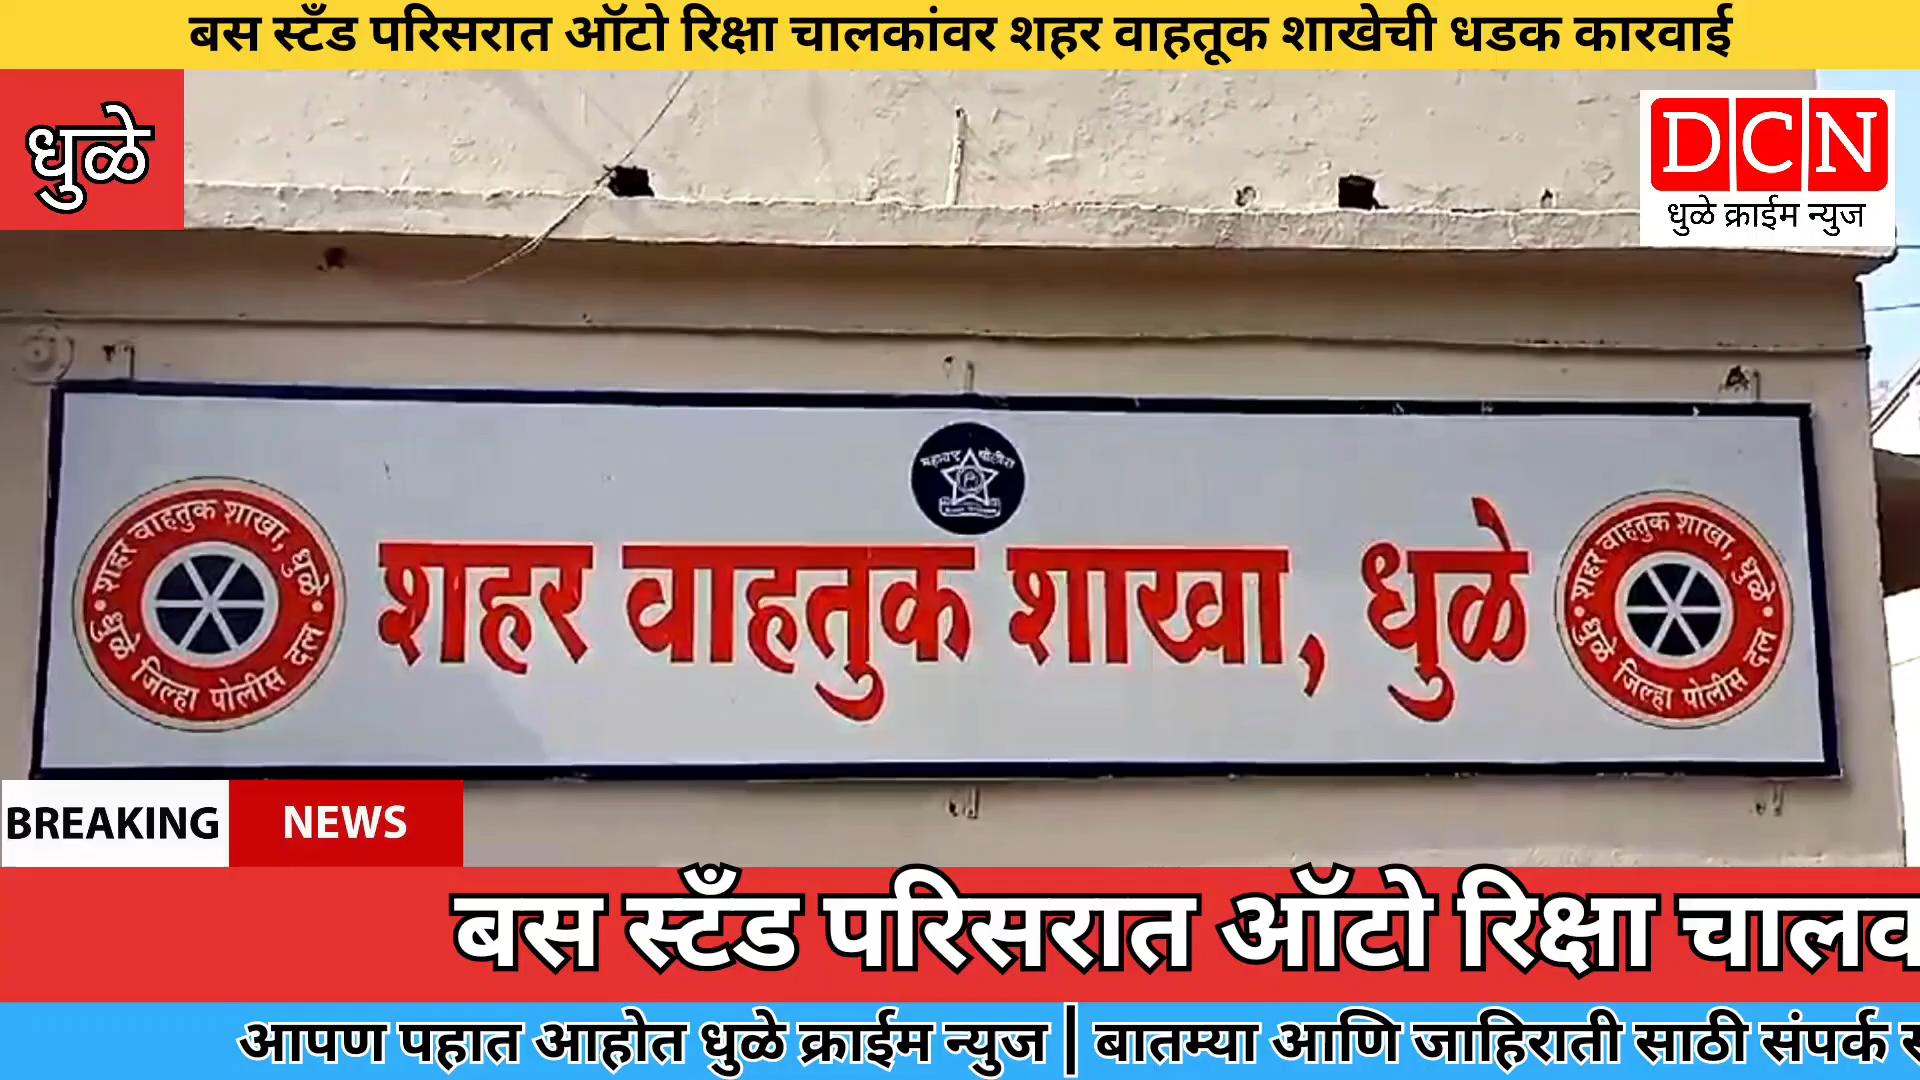 बस स्टँड परिसरात ऑटो रिक्षा चालकांवर शहर वाहतूक शाखेची धडक कारवाई
धुळे
DCN
धुळे क्राईम न्युज
महाराष्ट्र पोलीस
शहर वाहतुक शाखा, धुळे
धुळे जिल्हा पोलीस दल
शहर वाहतुक शाखा, धुळे
शहर वाहतुक शाखा, धुळे
धुळे जिल्हा पोलीस दल
BREAKING NEWS
बस स्टँड परिसरात ऑटो रिक्षा
आपण पहात आहोत धुळे क्राईम न्युज | बातम्या आणि जाहिराती साठी संपर्क